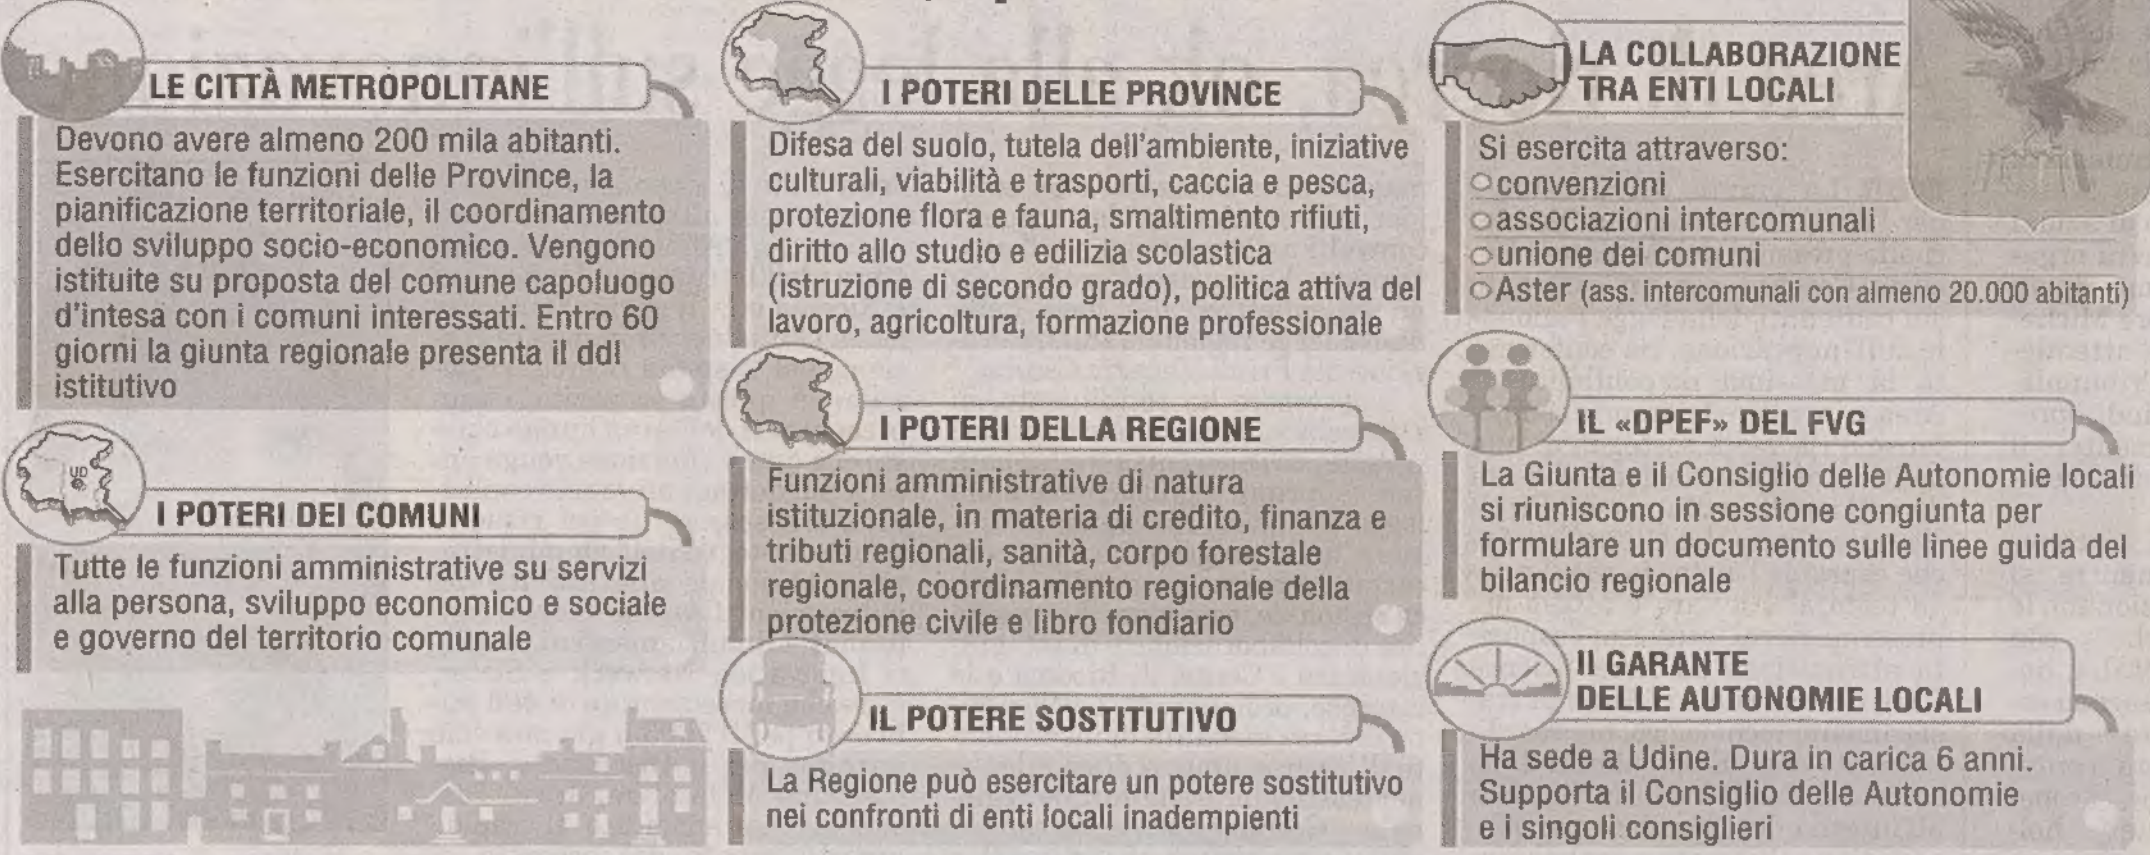 LE CITTÀ METROPOLITANE
Devono avere almeno 200 mila abitanti.
Esercitano le funzioni delle Province, la
pianificazione territoriale, il coordinamento
dello sviluppo socio-economico. Vengono
istituite su proposta del comune capoluogo
d'intesa con i comuni interessati. Entro 60
giorni la giunta regionale presenta il ddl
istitutivo
UD
I POTERI DEI COMUNI
Tutte le funzioni amministrative su servizi
alla persona, sviluppo economico e sociale
e governo del territorio comunale
I POTERI DELLE PROVINCE
Difesa del suolo, tutela dell'ambiente, iniziative
culturali, viabilità e trasporti, caccia e pesca,
protezione flora e fauna, smaltimento rifiuti,
diritto allo studio e edilizia scolastica
(istruzione di secondo grado), politica attiva del
lavoro, agricoltura, formazione professionale
I POTERI DELLA REGIONE
Funzioni amministrative di natura
istituzionale, in materia di credito, finanza e
tributi regionali, sanità, corpo forestale
regionale, coordinamento regionale della
protezione civile e libro fondiario
IL POTERE SOSTITUTIVO
La Regione può esercitare un potere sostitutivo
nei confronti di enti locali inadempienti
LA COLLABORAZIONE
TRA ENTI LOCALI
Si esercita attraverso:
convenzioni
associazioni intercomunali
unione dei comuni
Aster (ass. intercomunali con almeno 20.000 abitanti)
IL «DPEF» DEL FVG
La Giunta e il Consiglio delle Autonomie locali
si riuniscono in sessione congiunta per
formulare un documento sulle linee guida del
bilancio regionale
Il GARANTE
DELLE AUTONOMIE LOCALI
Ha sede a Udine. Dura in carica 6 anni.
Supporta il Consiglio delle Autonomie
e i singoli consiglieri